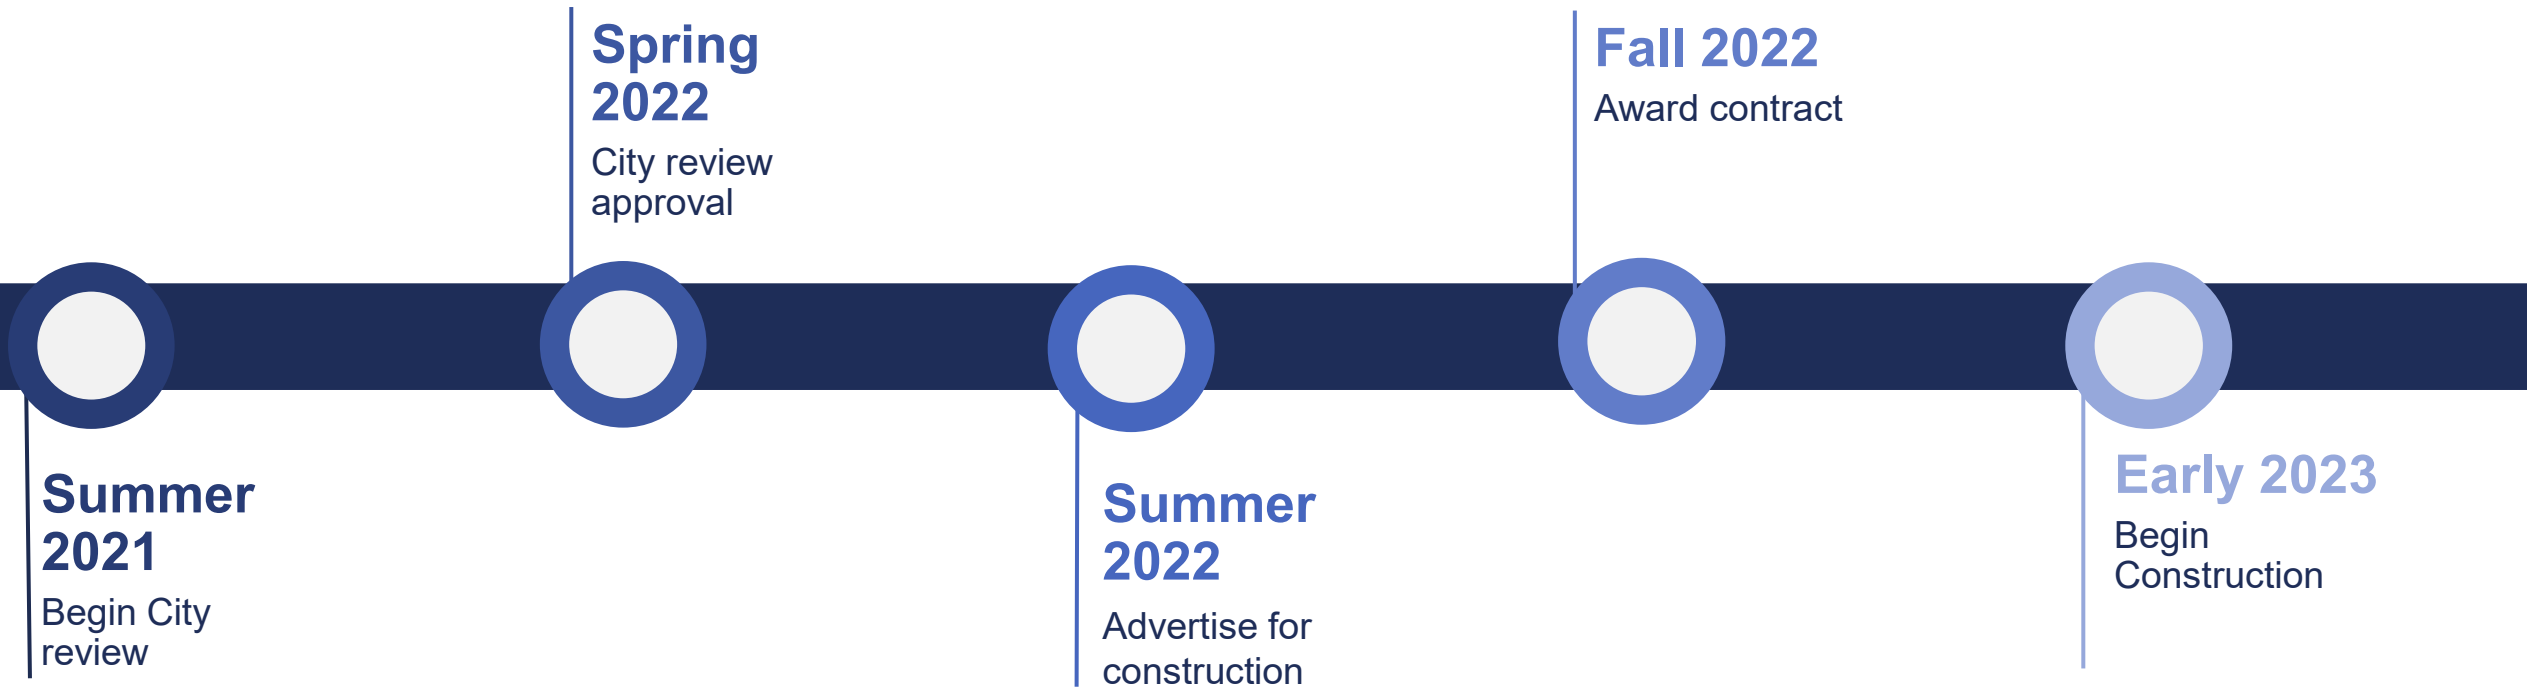 Summer
2021
Begin City
review
Spring
2022
City review
approval
Summer
2022
Advertise for
construction
Fall 2022
Award contract
Early 2023
Begin
Construction